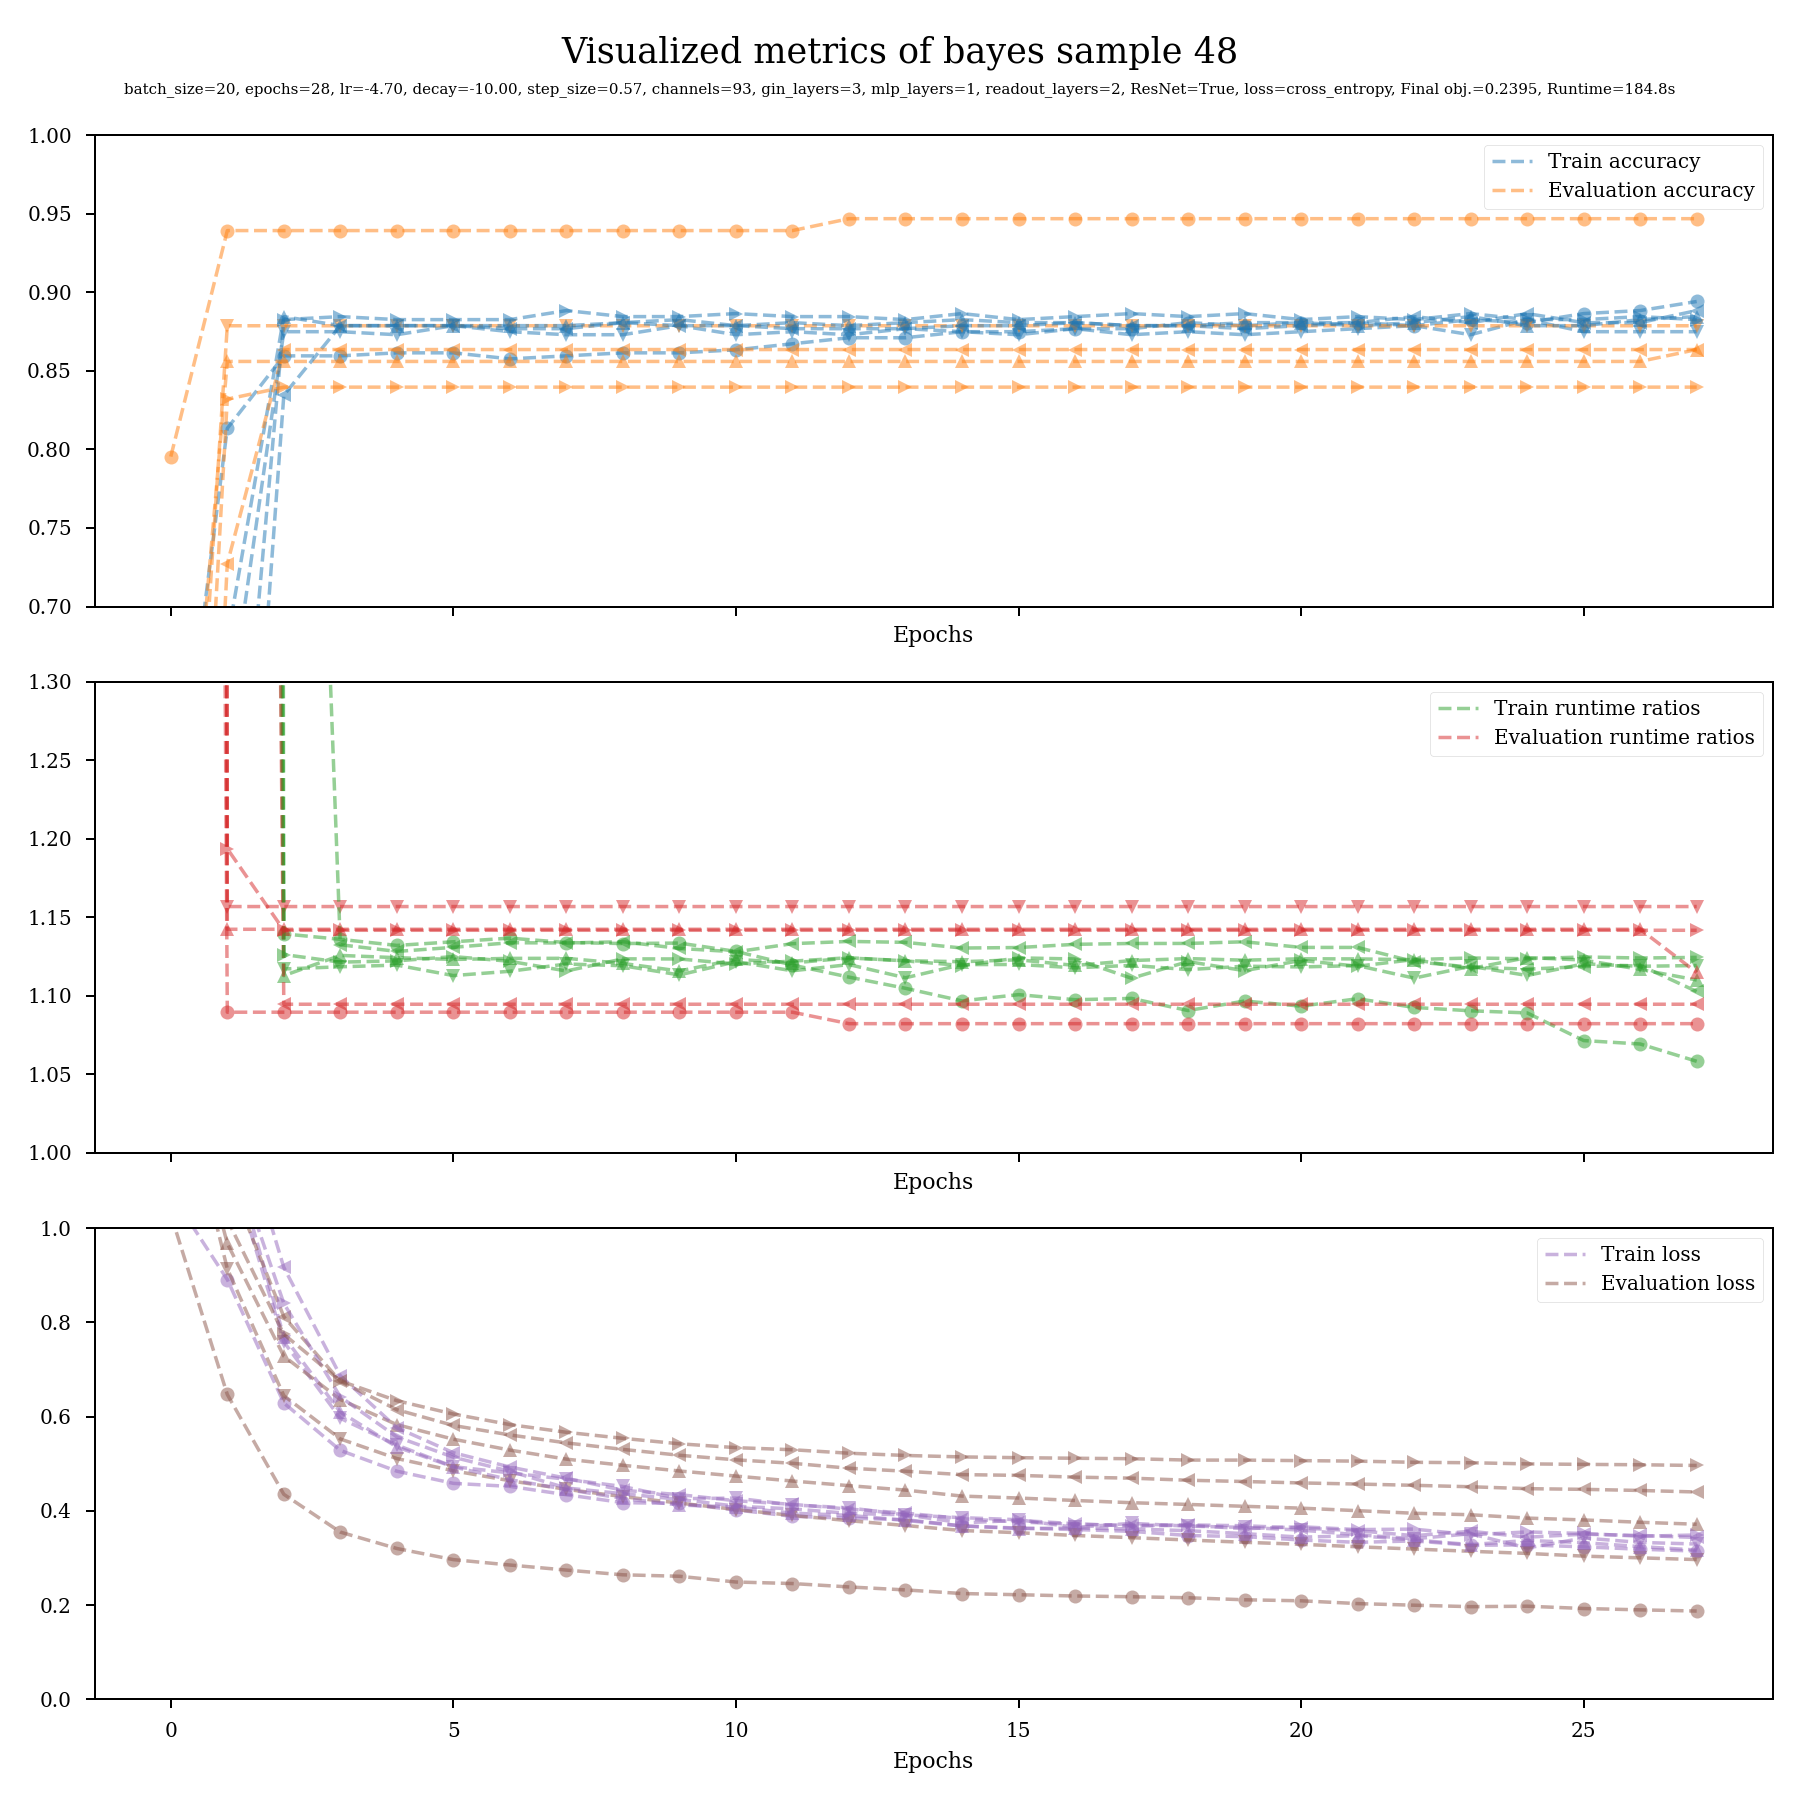 Visualized metrics of bayes sample 48
batch_size=20, epochs=28, lr=-4.70, decay=-10.00, step_size=0.57, channels=93, gin_layers=3, mlp_layers=1, readout_layers=2, ResNet=True, loss=cross_entropy, Final obj.=0.2395, Runtime=184.8s
1.00
0.95
0.90
0.85
0.80
0.75
0.70
Train accuracy
Evaluation accuracy
Epochs
1.30
1.25
1.20
1.15
1.10
1.05
1.00
Train runtime ratios
Evaluation runtime ratios
Epochs
1.0
0.8
0.6
0.4
0.2
0.0
Train loss
Evaluation loss
0 5 10 15 20 25
Epochs